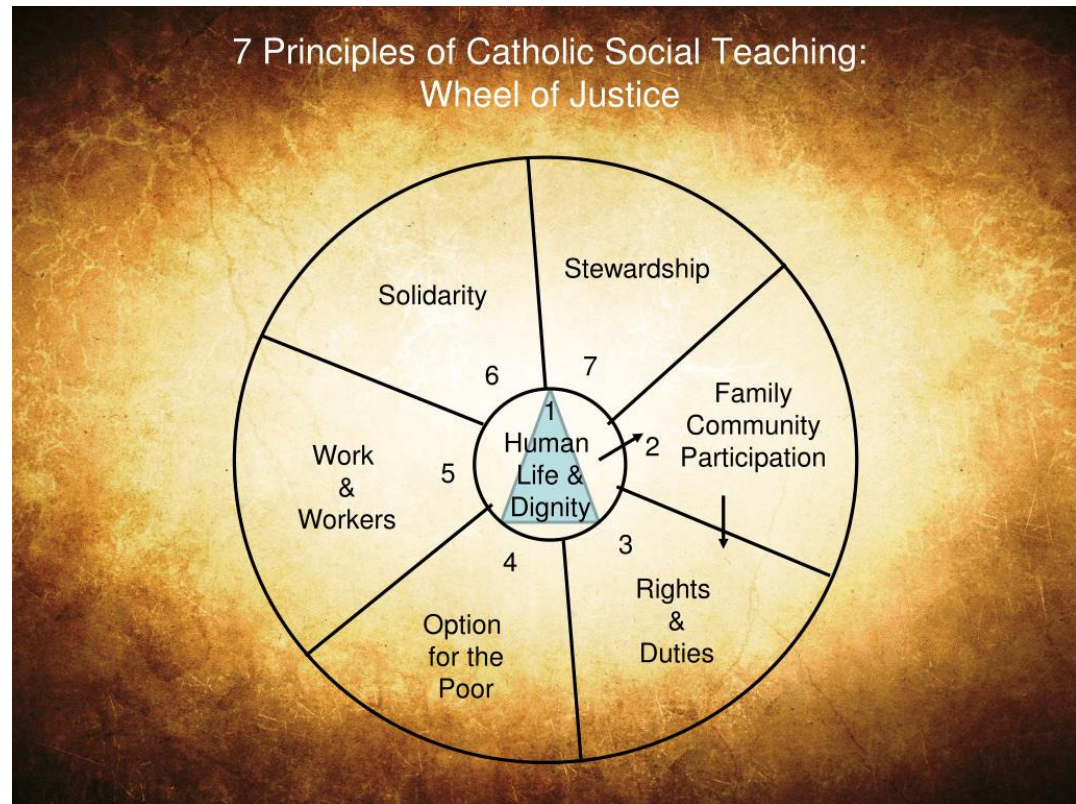 7 Principles of Catholic Social Teaching:
Wheel of Justice
1
Human
Life &
Dignity
2
Family
Community
Participation
3
Rights
&
Duties
4
Option
for the
Poor
5
Work
&
Workers
6
Solidarity
7
Stewardship